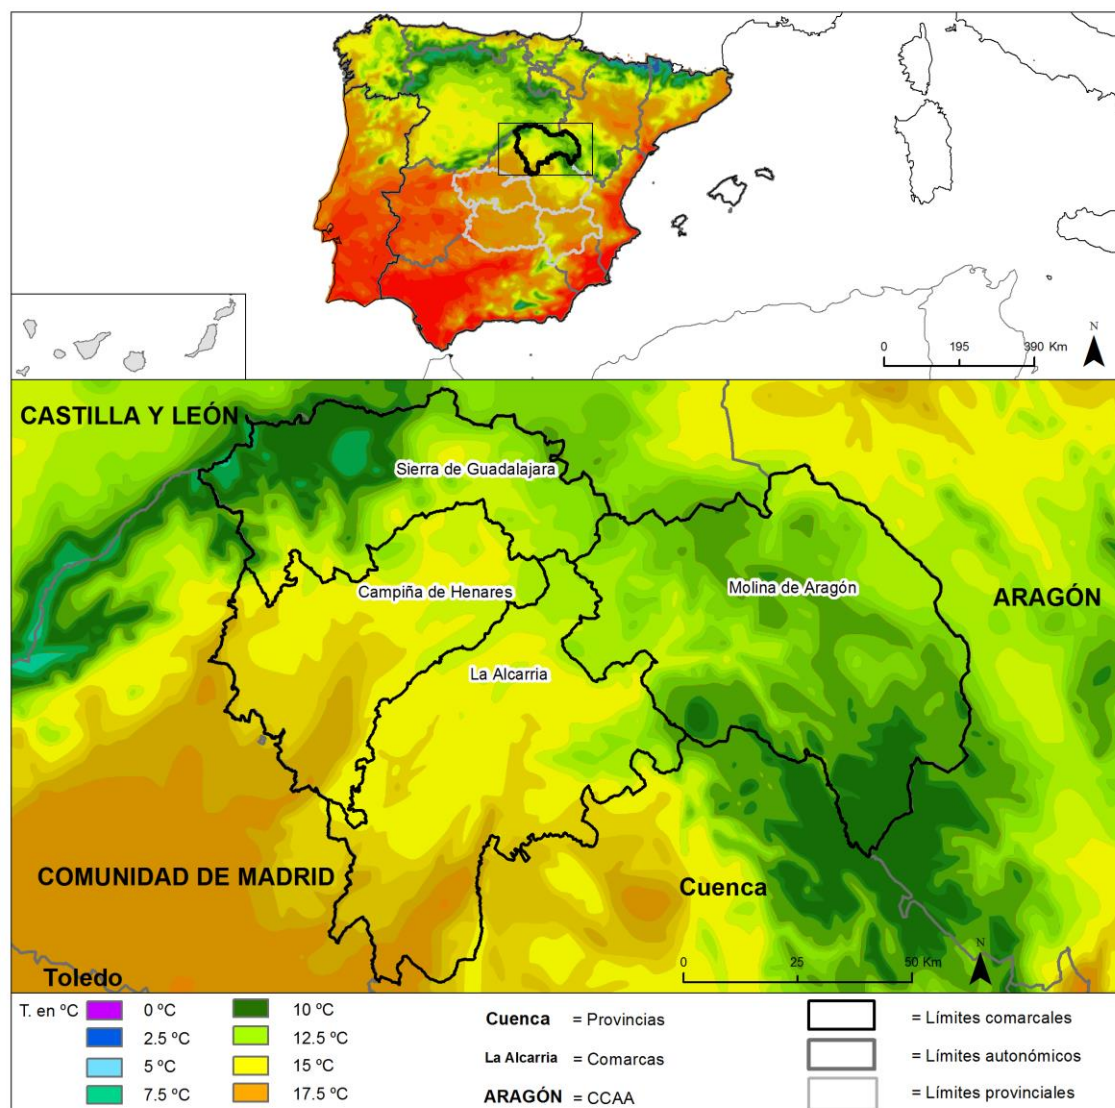 N
0 195 390 Km
CASTILLA Y LEÓN
Sierra de Guadalajara
Campiña de Henares
Molina de Aragón
ARAGÓN
La Alcarria
COMUNIDAD DE MADRID
Cuenca
N
0 25 50 Km
Toledo
T. en ºC
0 ºC
2.5 ºC
5 ºC
7.5 ºC
10 ºC
12.5 ºC
15 ºC
17.5 ºC
Cuenca = Provincias
La Alcarria = Comarcas
ARAGÓN = CCAA
= Límites comarcales
= Límites autonómicos
= Límites provinciales